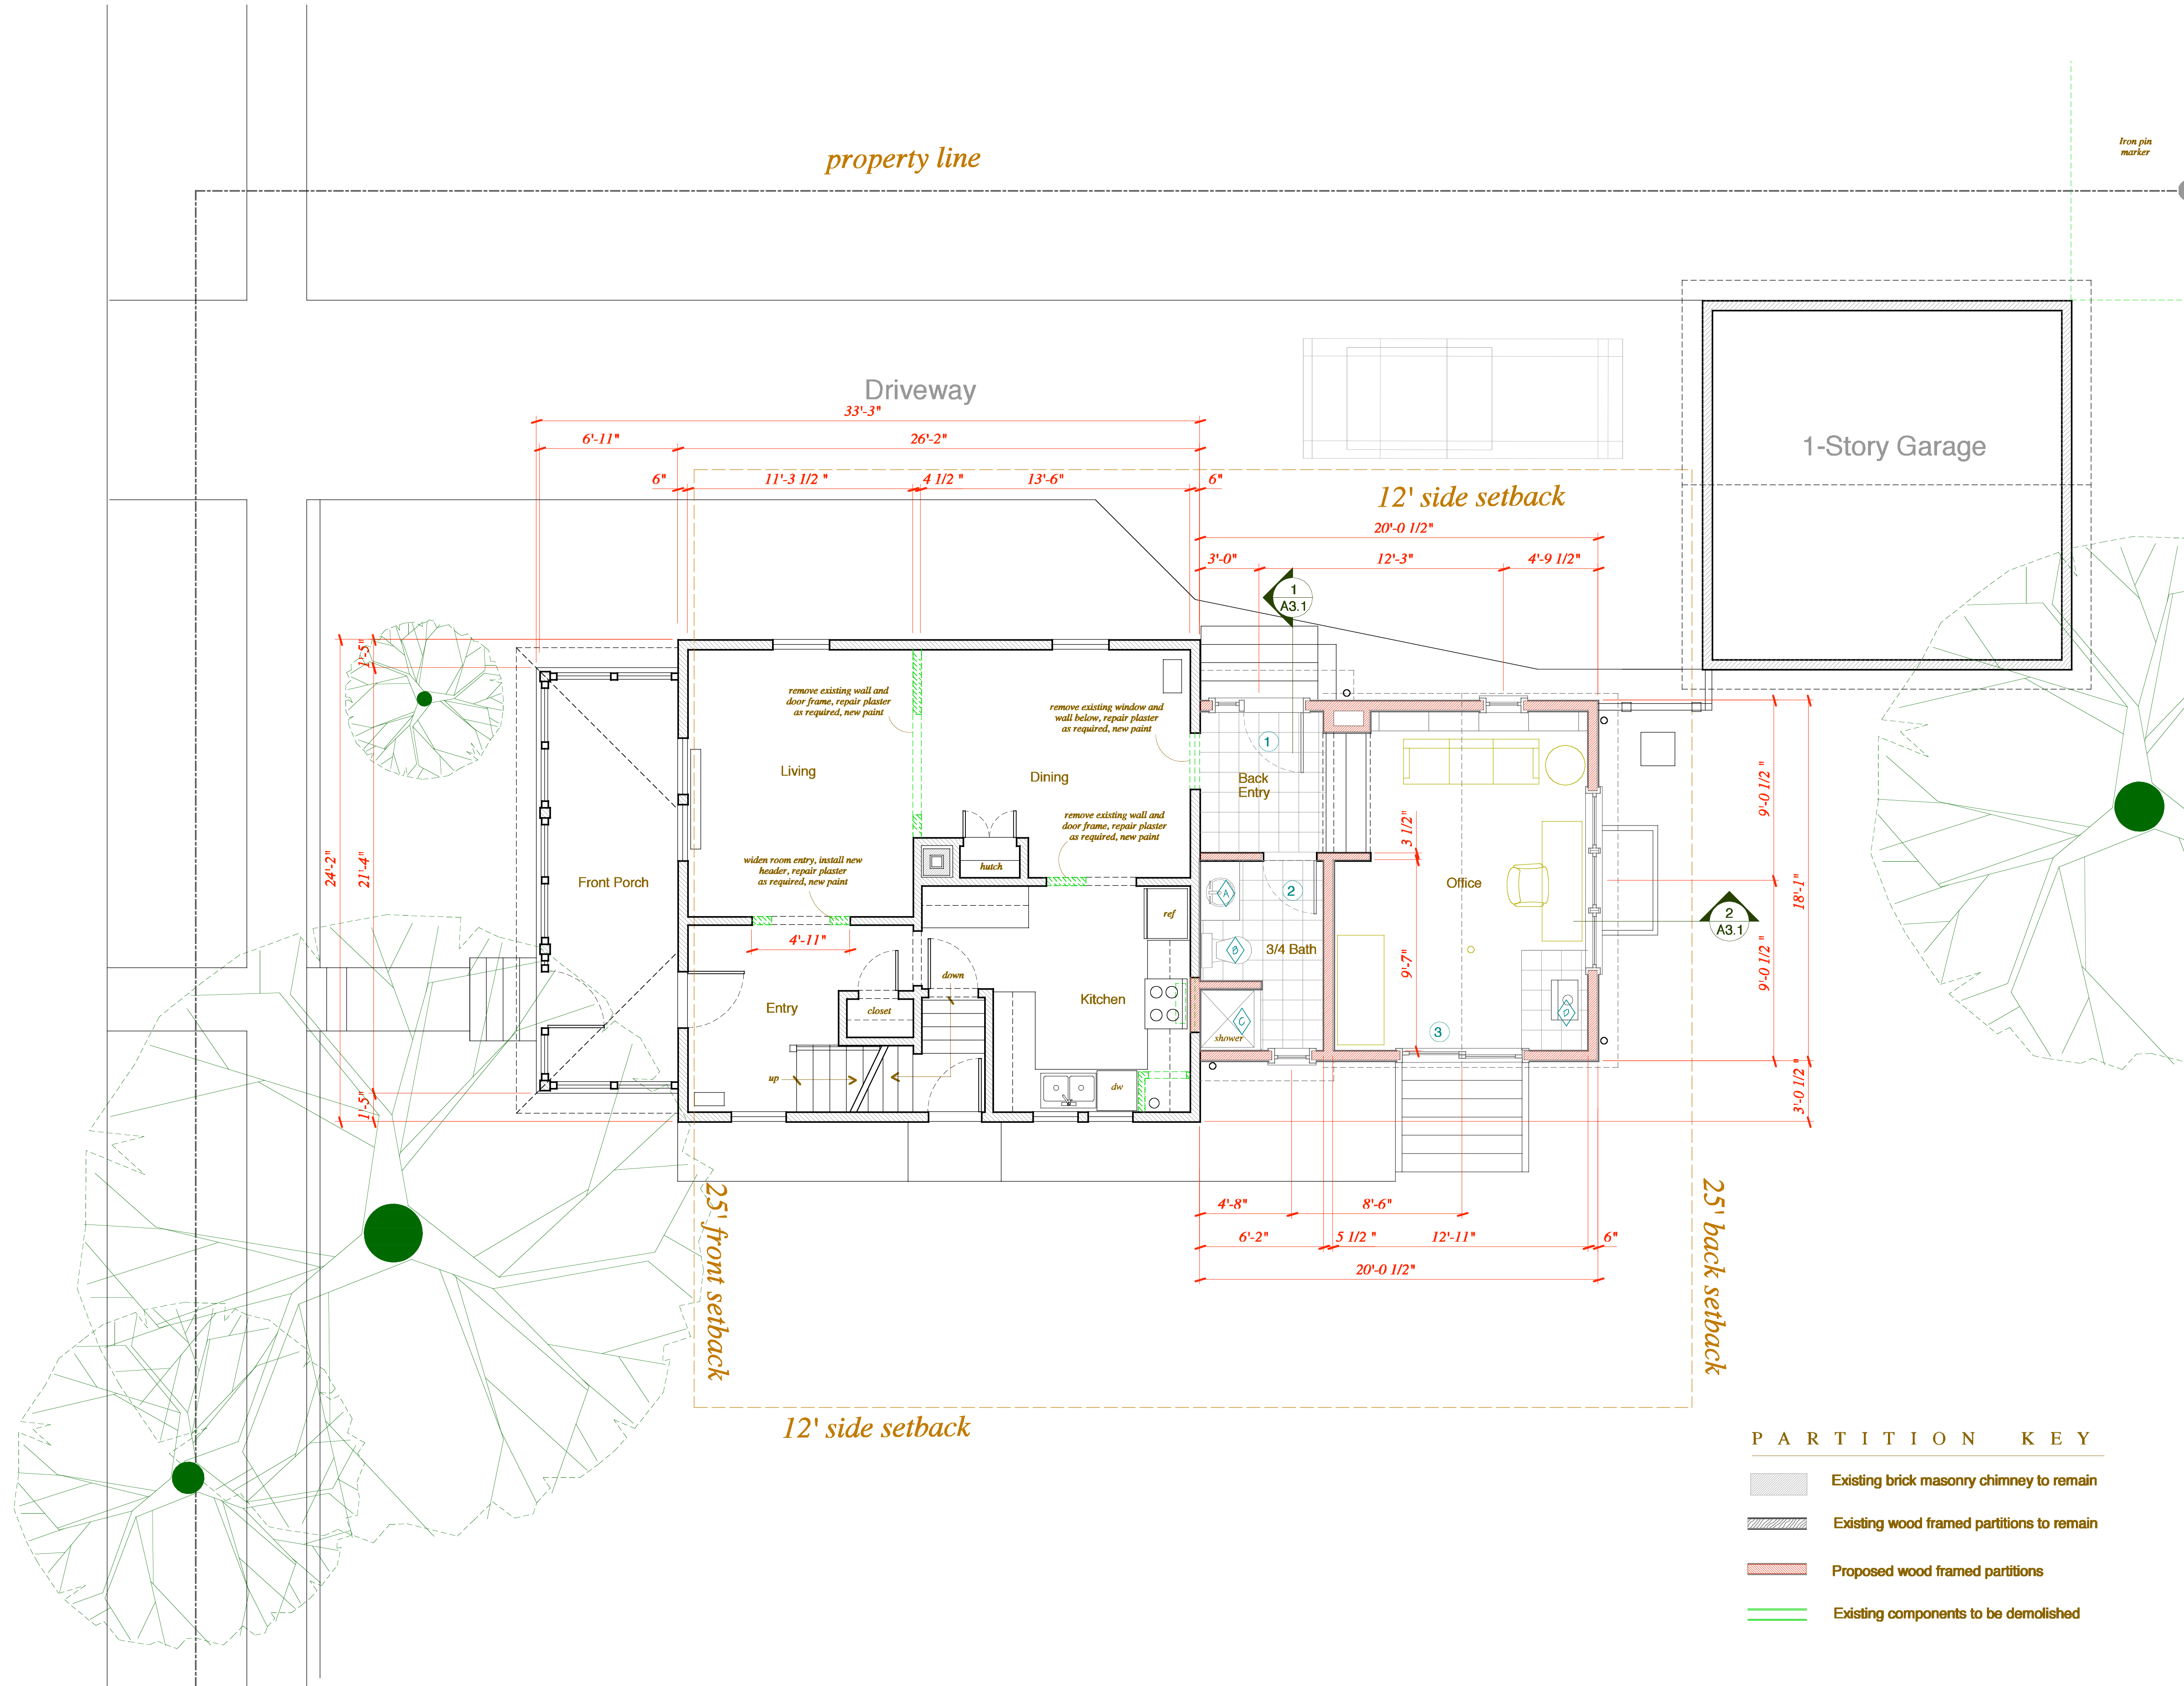 Iron pin
marker
property line
Driveway
33'-3"
6'-11"
26'-2"
1-Story Garage
6"
11'-3 1/2 "
4 1/2 "
13'-6"
6"
12' side setback
20'-0 1/2"
3'-0"
12'-3"
4'-9 1/2"
1
A3.1
1'-5"
remove existing wall and
door frame, repair plaster
as required, new paint
remove existing window and
wall below, repair plaster
as required, new paint
1
Living
Dining
Back
Entry
9'-0 1/2 "
remove existing wall and
door frame, repair plaster
as required, new paint
3 1/2"
24'-2"
21'-4"
widen room entry, install new
header, repair plaster
as required, new paint
hutch
Front Porch
Office
A
2
18'-1"
ref
2
A3.1
4'-11"
B
3/4 Bath
9'-7"
9'-0 1/2 "
down
Entry
closet
Kitchen
C
shower
3
D
up
dw
1'-5"
3'-0 1/2 "
25' front setback
25' back setback
4'-8"
8'-6"
6'-2"
5 1/2 "
12'-11"
6"
20'-0 1/2"
12' side setback
PARTITION KEY
Existing brick masonry chimney to remain
Existing wood framed partitions to remain
Proposed wood framed partitions
Existing components to be demolished